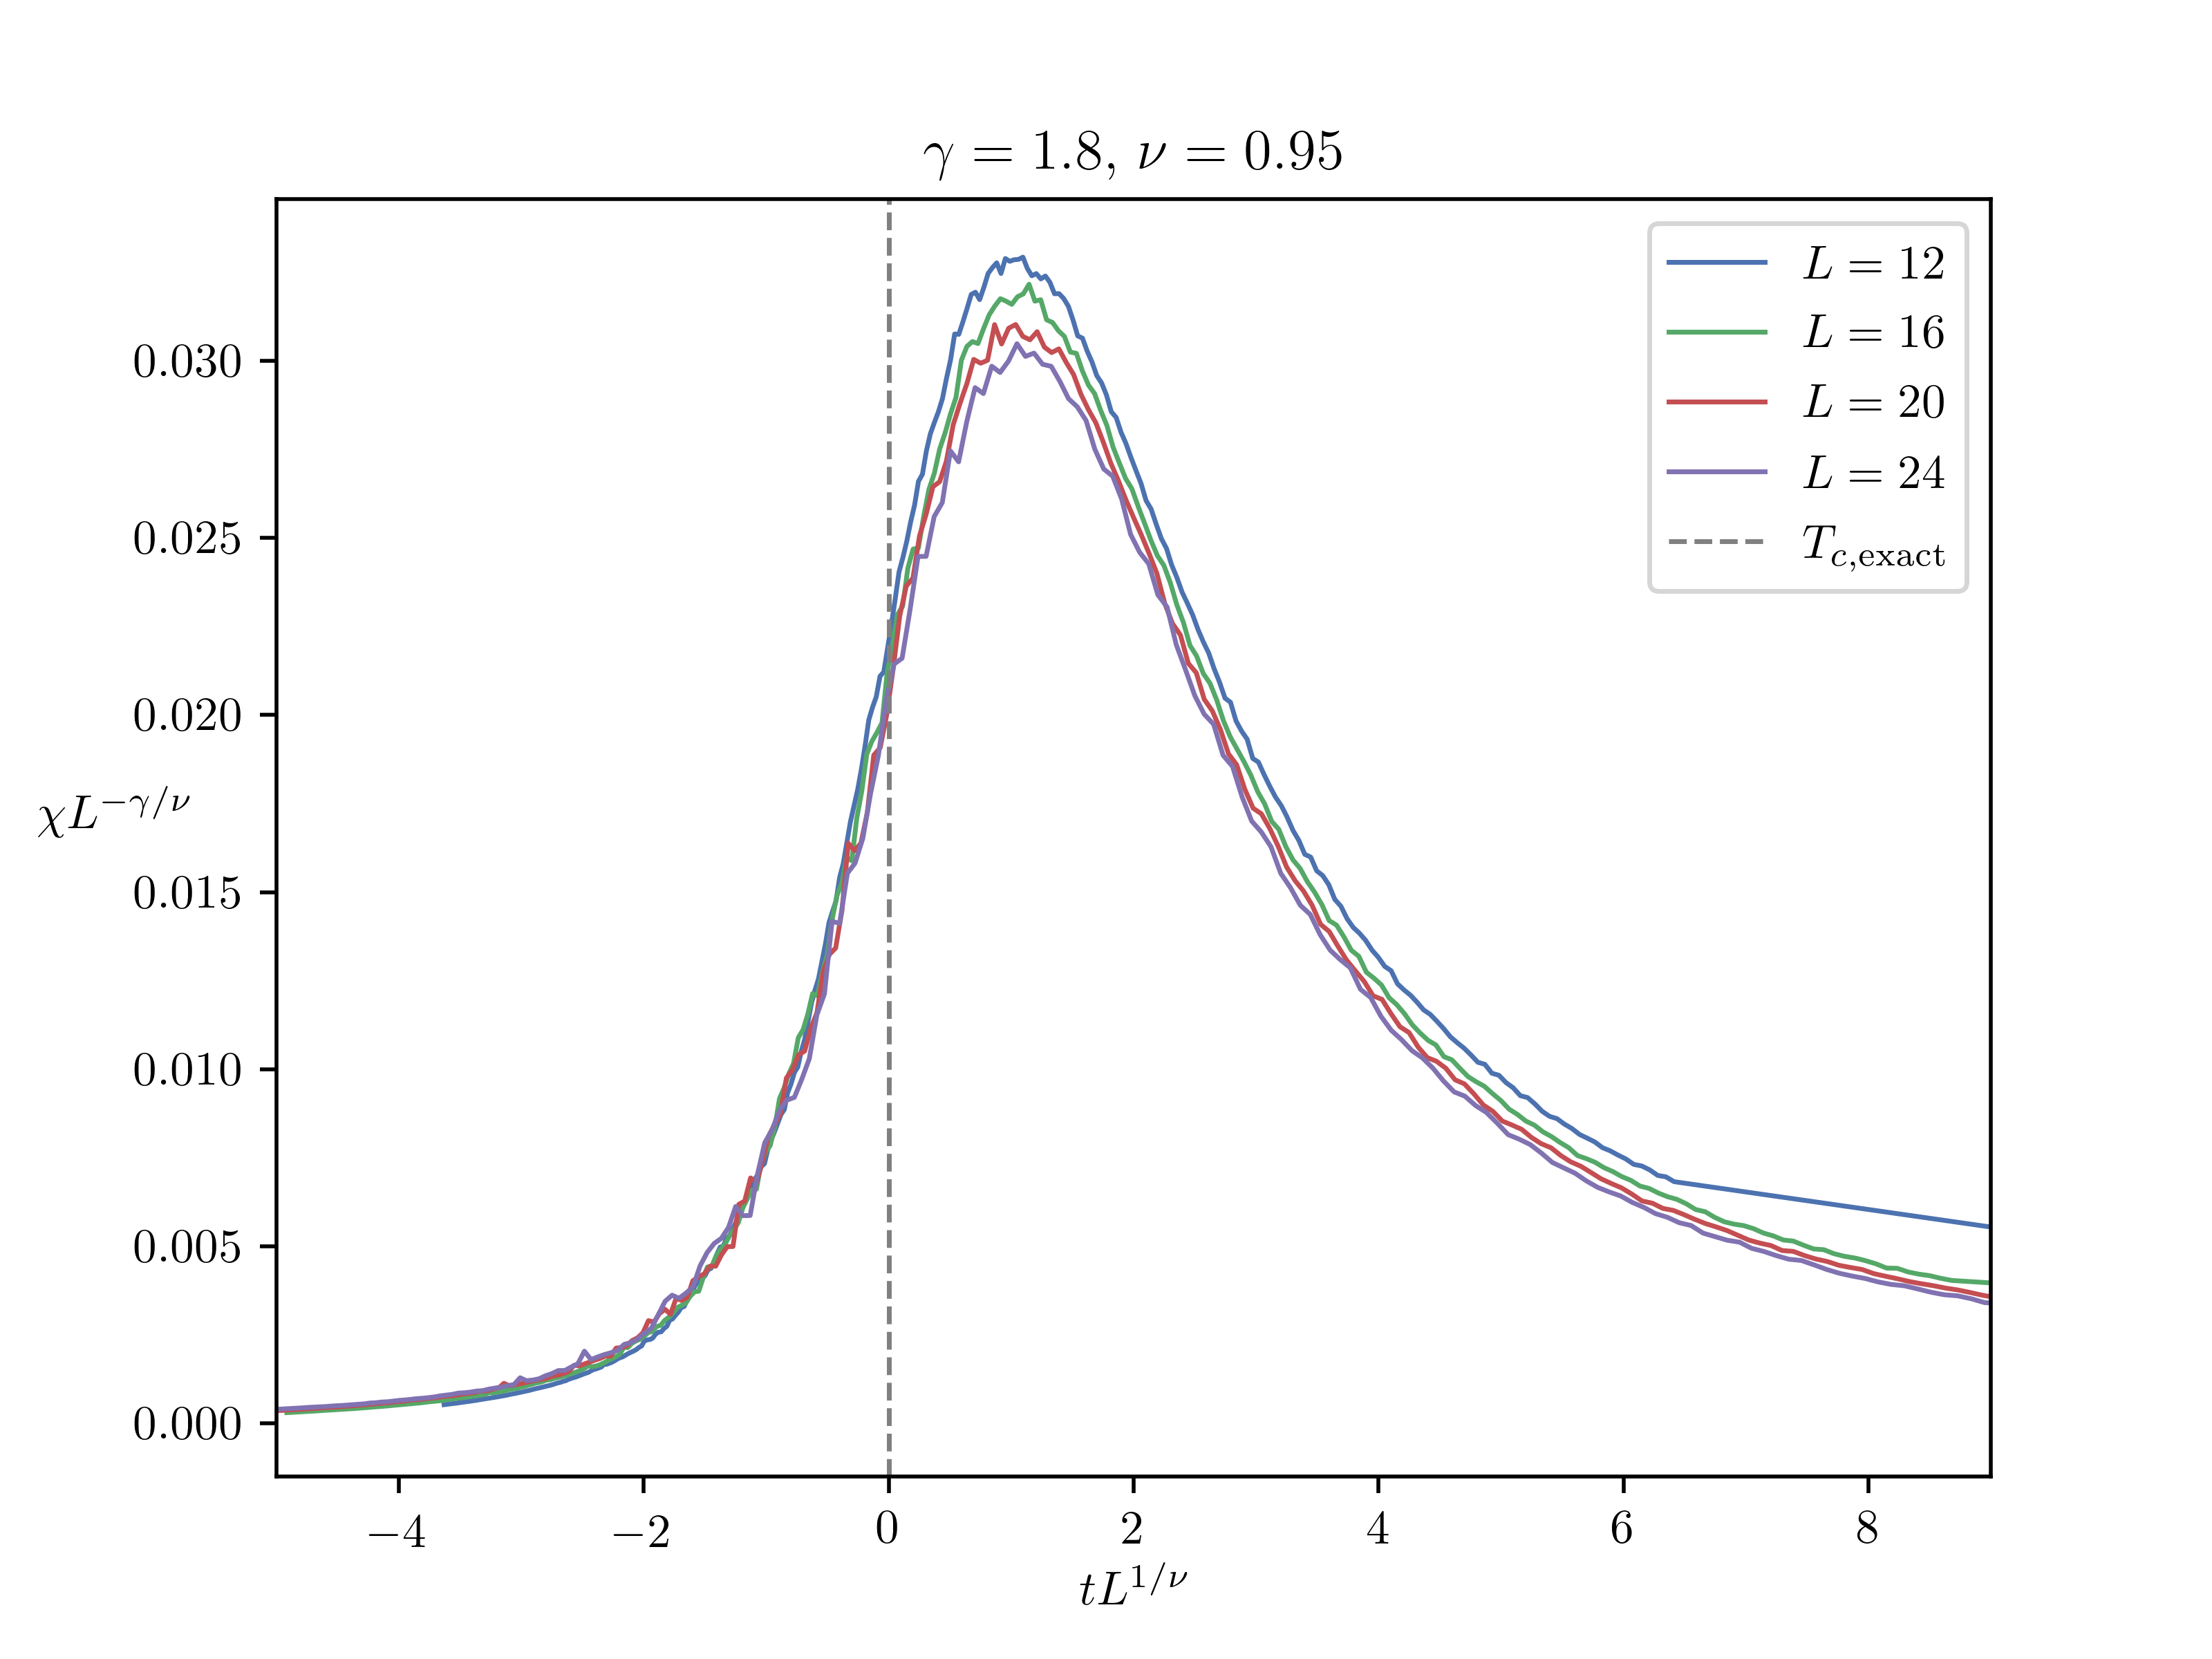 γ = 1.8, ν = 0.95
L = 12
L = 16
L = 20
L = 24
T_{c,exact}
0.030
0.025
0.020
0.015
0.010
0.005
0.000
χL^{−γ/ν}
−4 −2 0 2 4 6 8
tL^{1/ν}